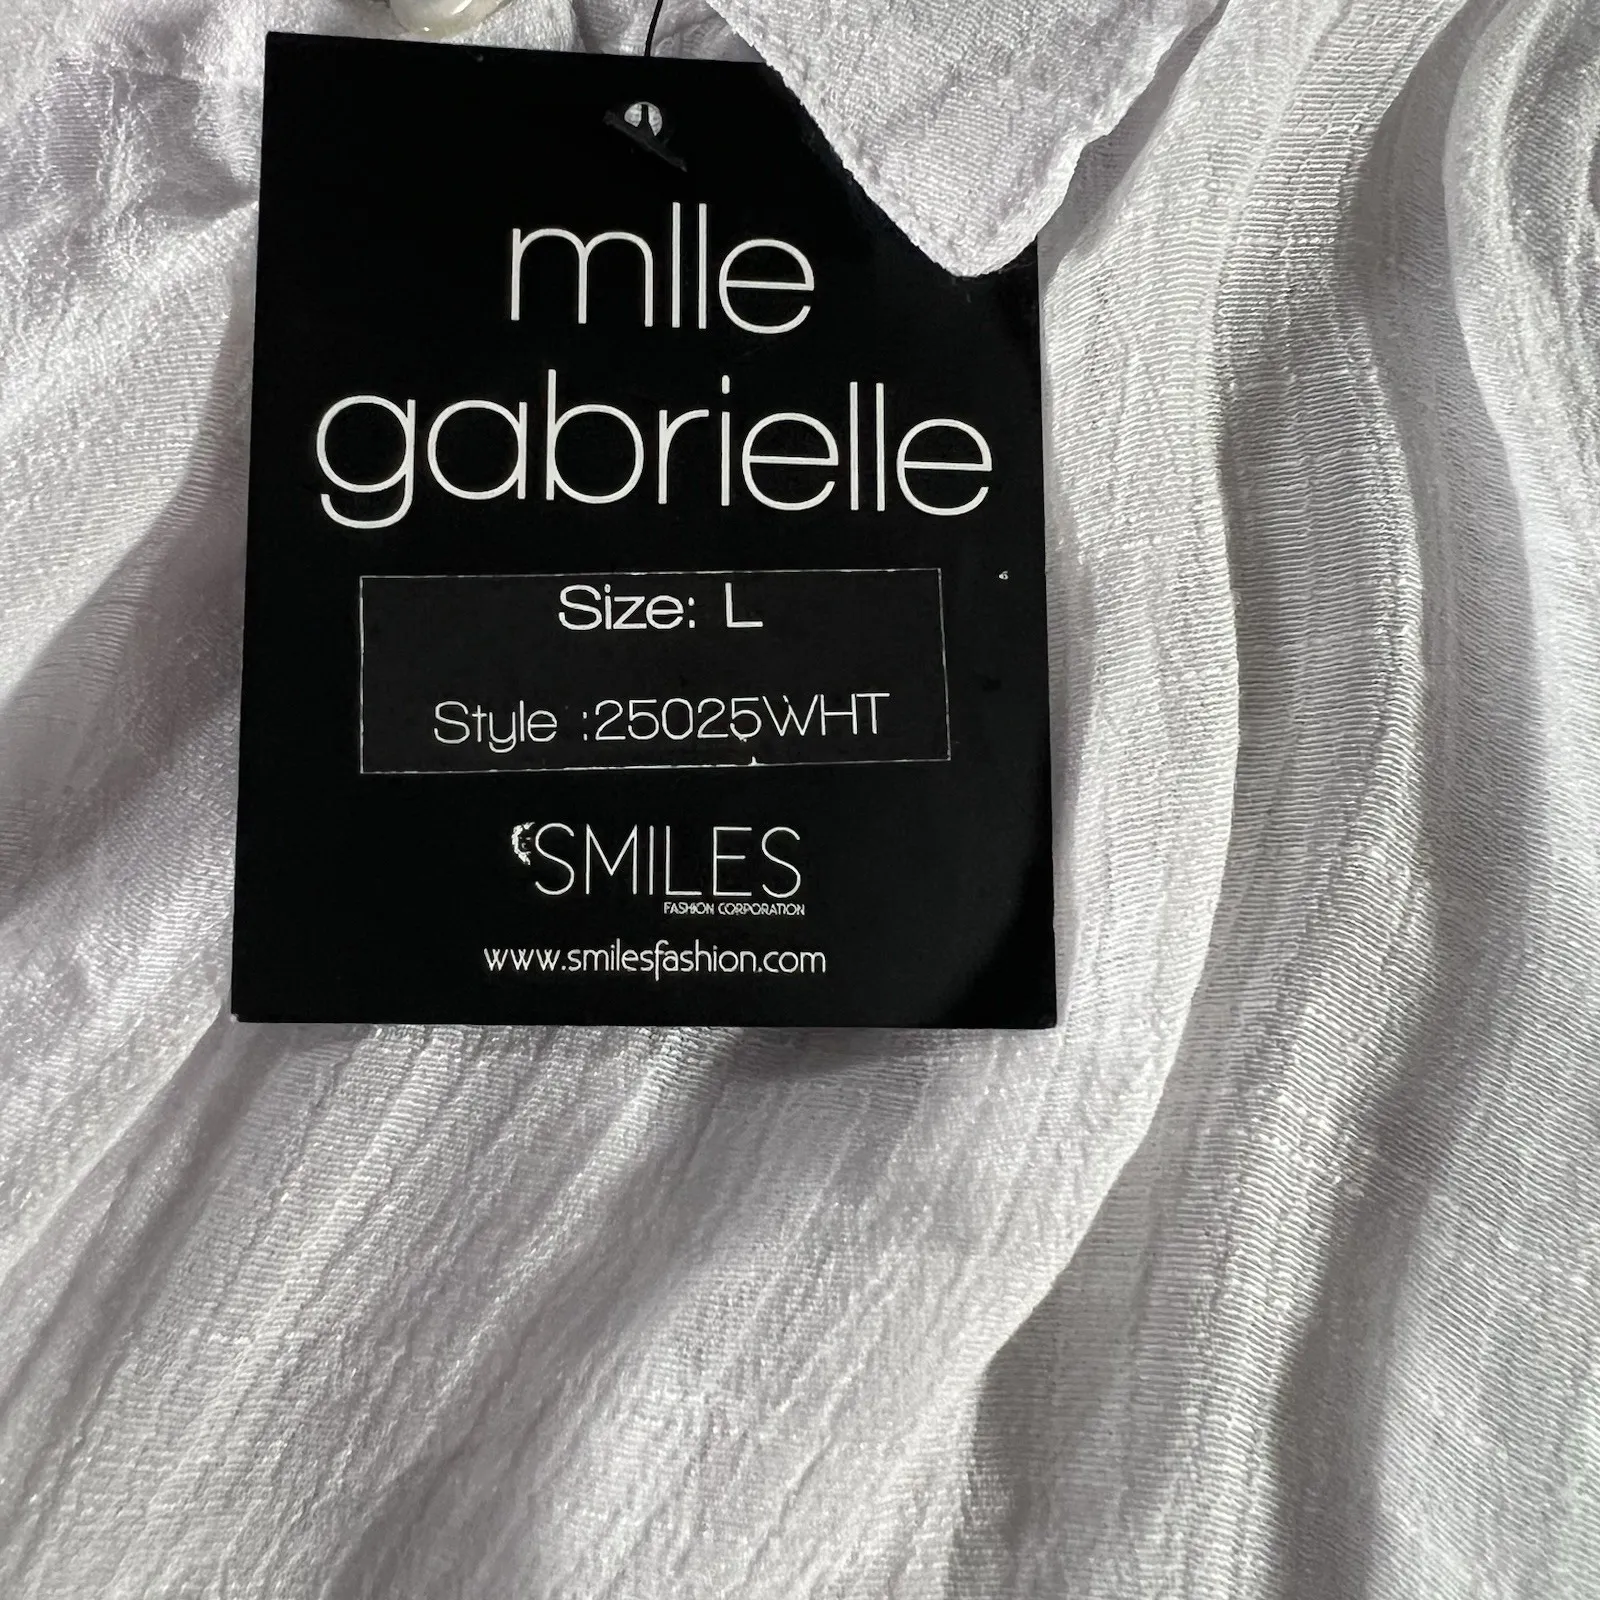 mlle
gabrielle
Size: L
Style :25025WHT
SMILES
FASHION CORPORATION
www.smilesfashion.com